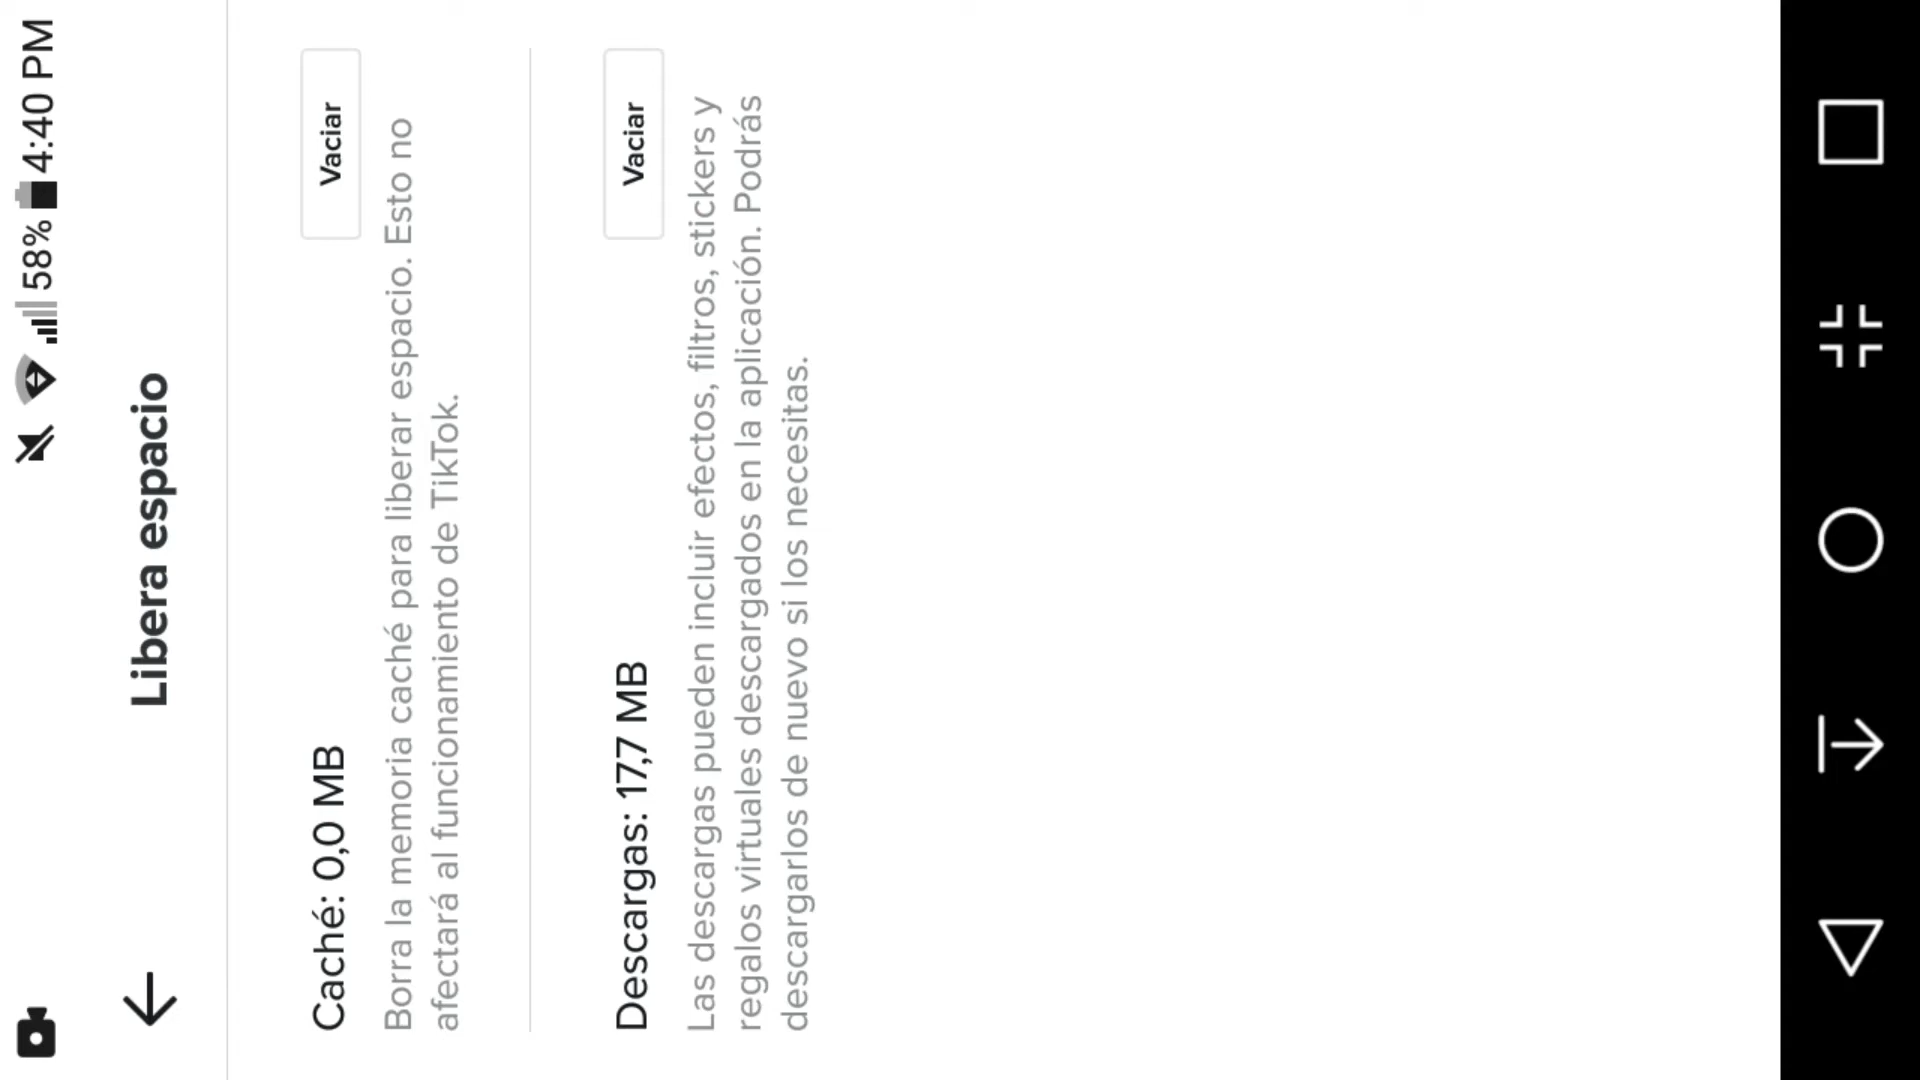 58% 4:40 PM
Libera espacio
Caché: 0,0 MB
Vaciar
Borra la memoria caché para liberar espacio. Esto no
afectará al funcionamiento de TikTok.
Descargas: 17,7 MB
Vaciar
Las descargas pueden incluir efectos, filtros, stickers y
regalos virtuales descargados en la aplicación. Podrás
descargarlos de nuevo si los necesitas.